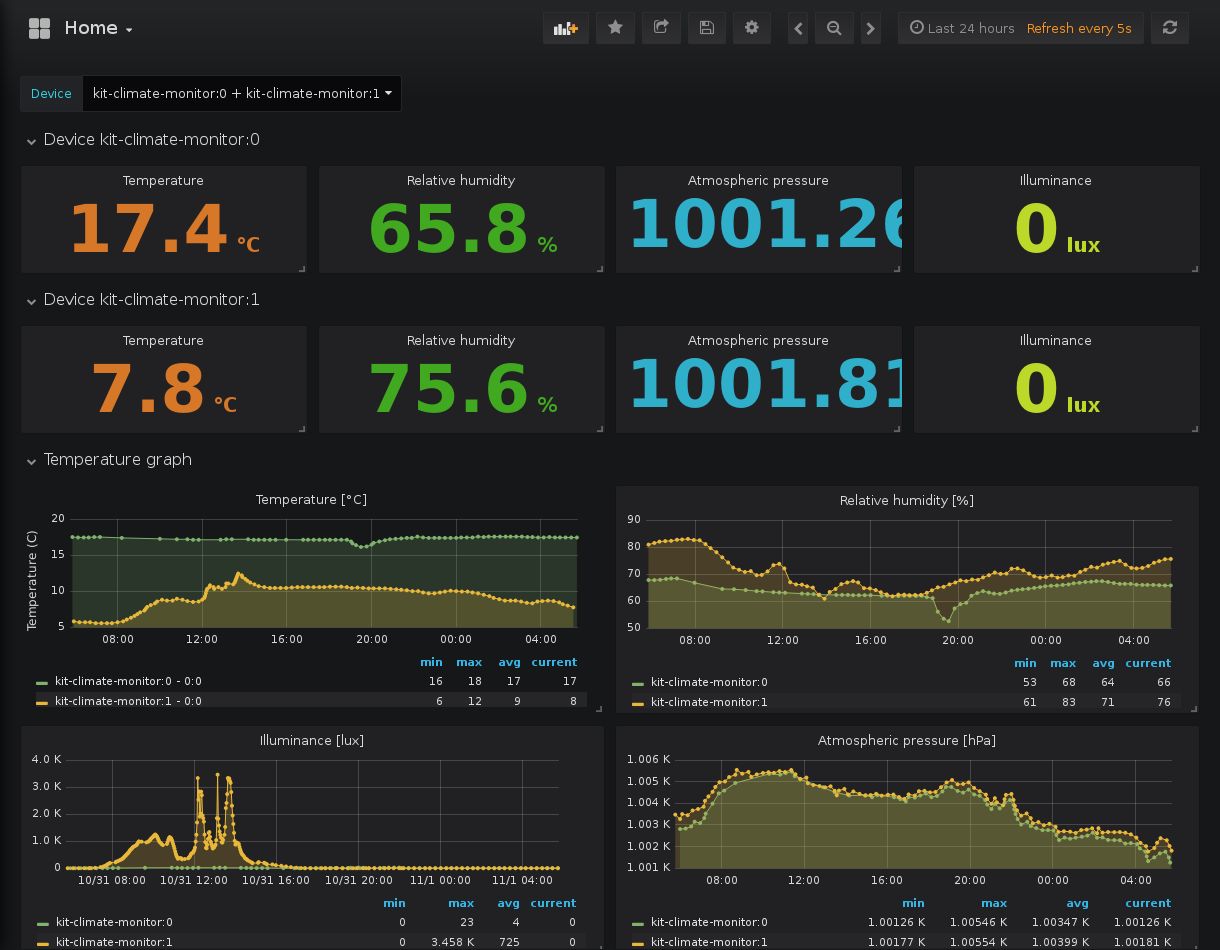 Home
Last 24 hours Refresh every 5s
Device kit-climate-monitor:0 + kit-climate-monitor:1
Device kit-climate-monitor:0
Temperature Relative humidity Atmospheric pressure Illuminance
17.4 °C 65.8 % 1001.26 0 lux
Device kit-climate-monitor:1
Temperature Relative humidity Atmospheric pressure Illuminance
7.8 °C 75.6 % 1001.81 0 lux
Temperature graph
Temperature [°C]
Temperature (C)
20
15
10
5
08:00 12:00 16:00 20:00 00:00 04:00
min max avg current
kit-climate-monitor:0 - 0:0 16 18 17 17
kit-climate-monitor:1 - 0:0 6 12 9 8
Relative humidity [%]
90
80
70
60
50
08:00 12:00 16:00 20:00 00:00 04:00
min max avg current
kit-climate-monitor:0 53 68 64 66
kit-climate-monitor:1 61 83 71 76
Illuminance [lux]
4.0 K
3.0 K
2.0 K
1.0 K
0
10/31 08:00 10/31 12:00 10/31 16:00 10/31 20:00 11/1 00:00 11/1 04:00
min max avg current
kit-climate-monitor:0 0 23 4 0
kit-climate-monitor:1 0 3.458 K 725 0
Atmospheric pressure [hPa]
1.006 K
1.005 K
1.004 K
1.003 K
1.002 K
1.001 K
08:00 12:00 16:00 20:00 00:00 04:00
min max avg current
kit-climate-monitor:0 1.00126 K 1.00546 K 1.00347 K 1.00126 K
kit-climate-monitor:1 1.00177 K 1.00554 K 1.00399 K 1.00181 K